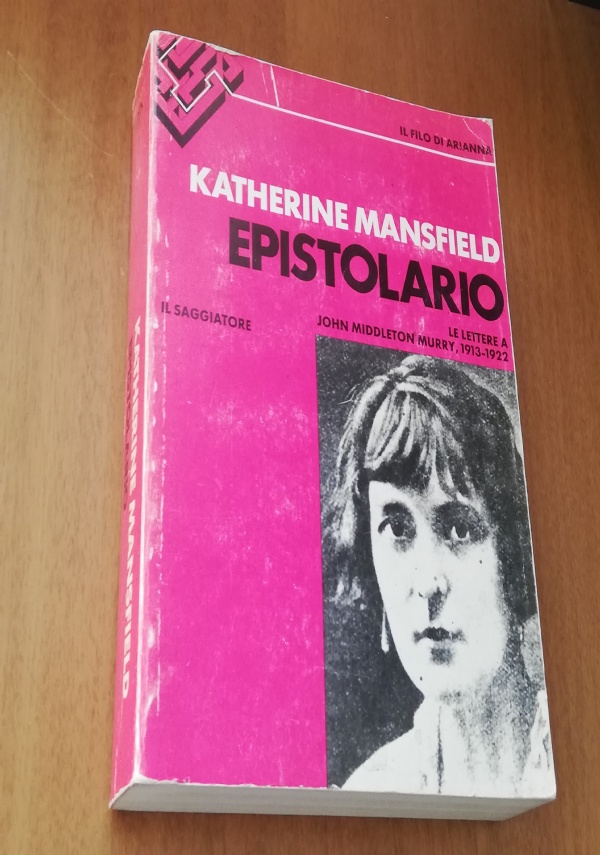 IL FILO DI ARIANNA
KATHERINE MANSFIELD
EPISTOLARIO
IL SAGGIATORE
LE LETTERE A
JOHN MIDDLETON MURRY, 1913-1922
KATHERINE MANSFIELD